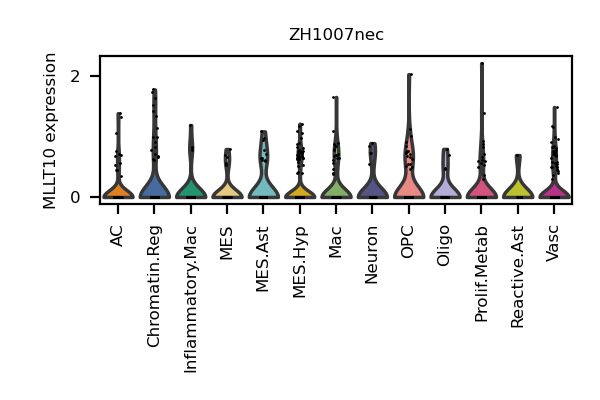 ZH1007nec
MLLT10 expression
2
0
AC
Chromatin.Reg
Inflammatory.Mac
MES
MES.Ast
MES.Hyp
Mac
Neuron
OPC
Oligo
Prolif.Metab
Reactive.Ast
Vasc